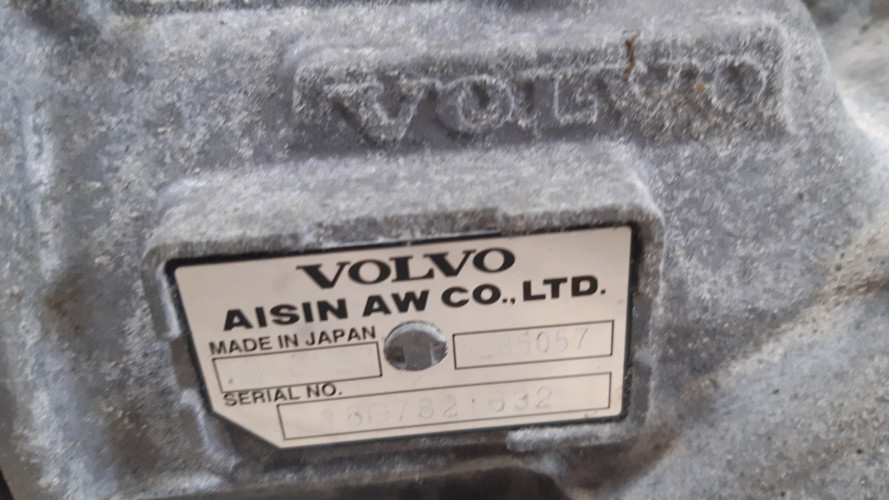 VOLVO
VOLVO
AISIN AW CO., LTD.
MADE IN JAPAN
SERIAL NO.